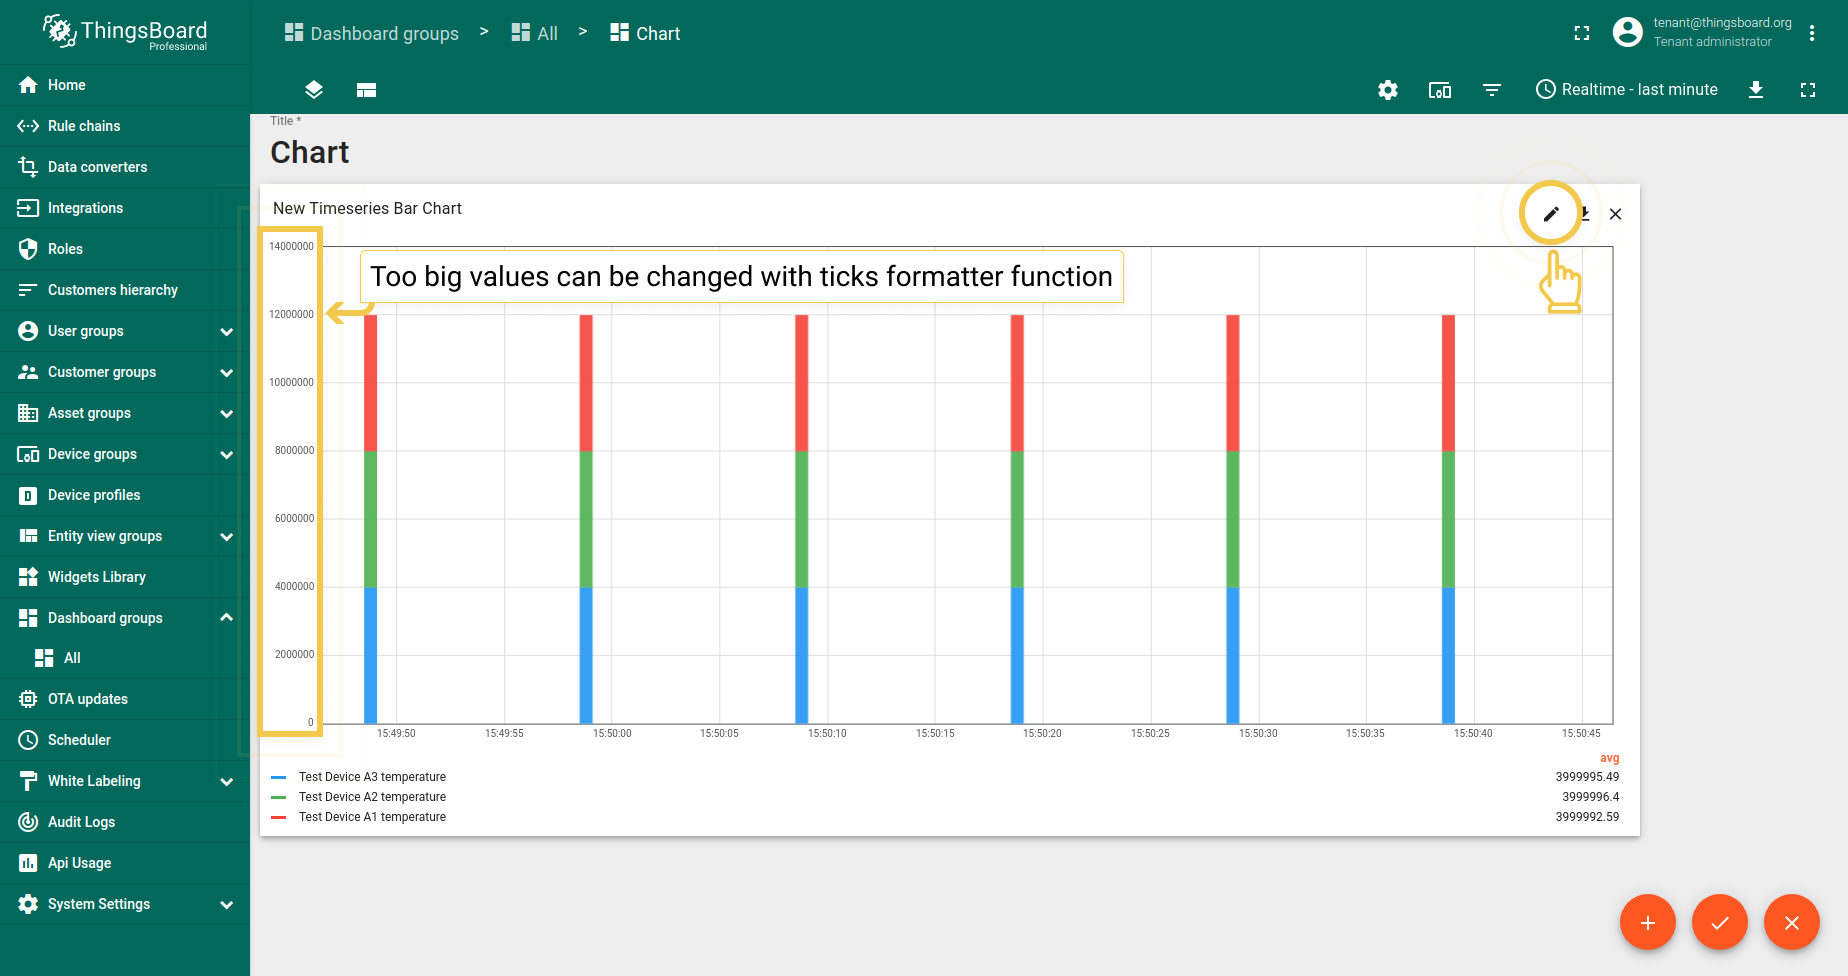 ThingsBoard
Professional
Dashboard groups > All > Chart
tenant@thingsboard.org
Tenant administrator
Realtime - last minute
Home
Rule chains
Data converters
Integrations
Roles
Customers hierarchy
User groups
Customer groups
Asset groups
Device groups
Device profiles
Entity view groups
Widgets Library
Dashboard groups
All
OTA updates
Scheduler
White Labeling
Audit Logs
Api Usage
System Settings
Title *
Chart
New Timeseries Bar Chart
Too big values can be changed with ticks formatter function
14000000
12000000
10000000
8000000
6000000
4000000
2000000
0
15:49:50 15:49:55 15:50:00 15:50:05 15:50:10 15:50:15 15:50:20 15:50:25 15:50:30 15:50:35 15:50:40 15:50:45
avg
Test Device A3 temperature 3999995.49
Test Device A2 temperature 3999996.4
Test Device A1 temperature 3999992.59